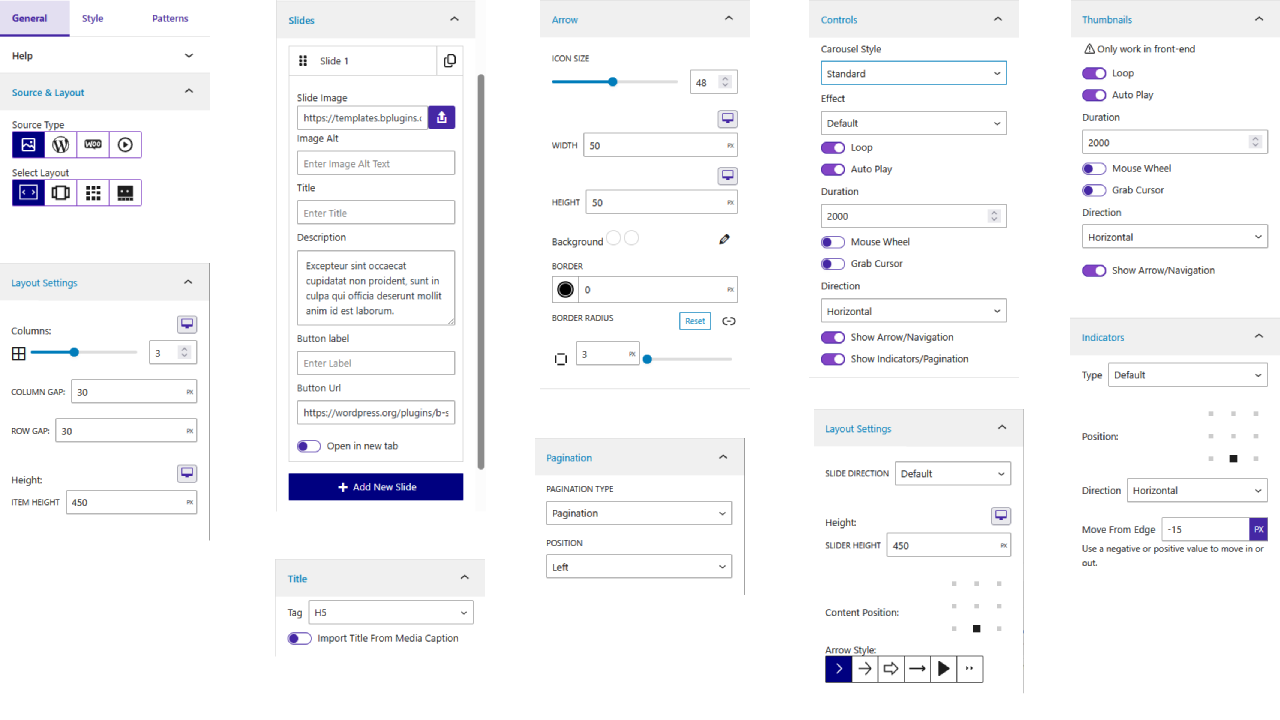 General Style Patterns
Help
Source & Layout
Source Type
WOO
Select Layout
Layout Settings
Columns:
3
COLUMN GAP: 30 PX
ROW GAP: 30 PX
Height:
ITEM HEIGHT 450 PX
Slides
Slide 1
Slide Image
https://templates.bplugins.c
Image Alt
Enter Image Alt Text
Title
Enter Title
Description
Excepteur sint occaecat
cupidatat non proident, sunt in
culpa qui officia deserunt mollit
anim id est laborum.
Button label
Enter Label
Button Url
https://wordpress.org/plugins/b-s
Open in new tab
+ Add New Slide
Title
Tag H5
Import Title From Media Caption
Arrow
ICON SIZE
48
WIDTH 50 PX
HEIGHT 50 PX
Background
BORDER
0 PX
BORDER RADIUS Reset
3 PX
Pagination
PAGINATION TYPE
Pagination
POSITION
Left
Controls
Carousel Style
Standard
Effect
Default
Loop
Auto Play
Duration
2000
Mouse Wheel
Grab Cursor
Direction
Horizontal
Show Arrow/Navigation
Show Indicators/Pagination
Layout Settings
SLIDE DIRECTION Default
Height:
SLIDER HEIGHT 450 PX
Content Position:
Arrow Style:
Thumbnails
Only work in front-end
Loop
Auto Play
Duration
2000
Mouse Wheel
Grab Cursor
Direction
Horizontal
Show Arrow/Navigation
Indicators
Type Default
Position:
Direction Horizontal
Move From Edge -15 PX
Use a negative or positive value to move in or
out.